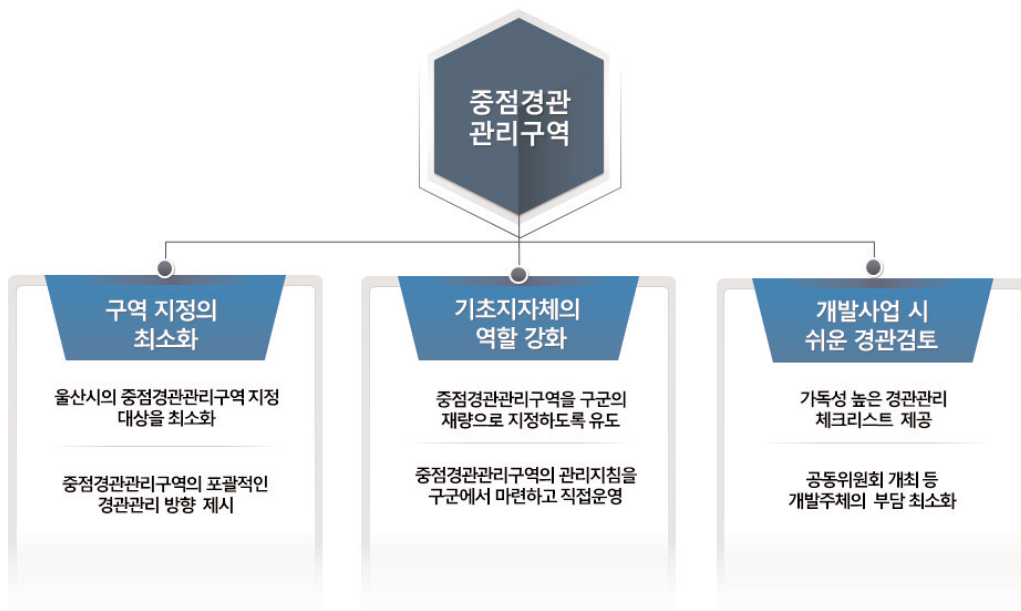 중점경관
관리구역
구역 지정의
최소화
울산시의 중점경관관리구역 지정
대상을 최소화
중점경관관리구역의 포괄적인
경관관리 방향 제시
기초지자체의
역할 강화
중점경관관리구역을 구군의
재량으로 지정하도록 유도
중점경관관리구역의 관리지침을
구군에서 마련하고 직접운영
개발사업 시
쉬운 경관검토
가독성 높은 경관관리
체크리스트 제공
공동위원회 개최 등
개발주체의 부담 최소화